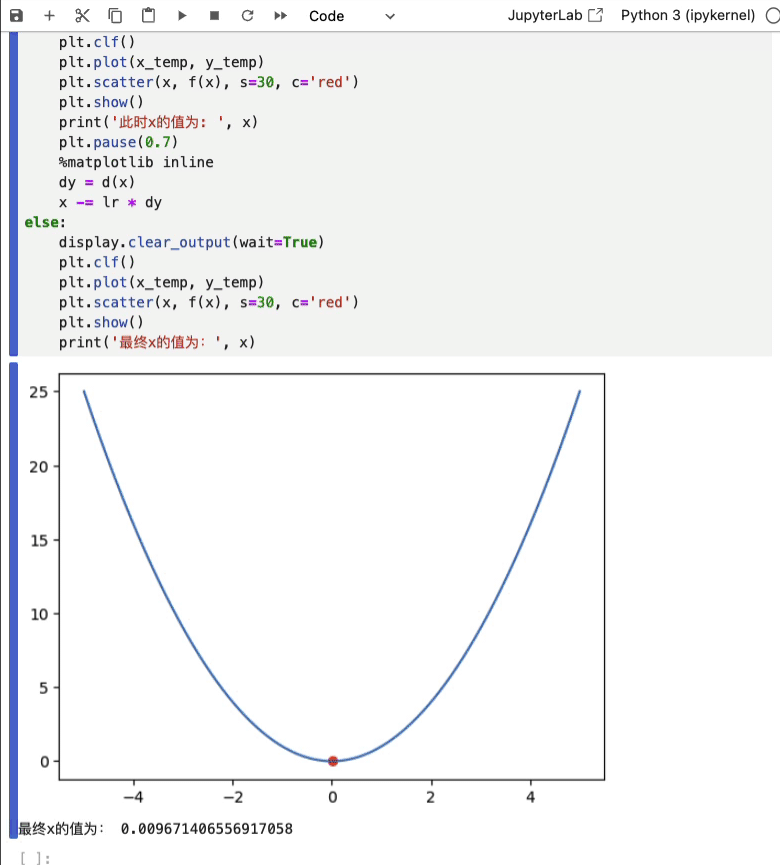 Code JupyterLab Python 3 (ipykernel)
plt.clf()
plt.plot(x_temp, y_temp)
plt.scatter(x, f(x), s=30, c='red')
plt.show()
print('此时x的值为: ', x)
plt.pause(0.7)
%matplotlib inline
dy = d(x)
x -= lr * dy
else:
display.clear_output(wait=True)
plt.clf()
plt.plot(x_temp, y_temp)
plt.scatter(x, f(x), s=30, c='red')
plt.show()
print('最终x的值为：', x)
25
20
15
10
5
0
−4 −2 0 2 4
最终x的值为： 0.009671406556917058
[ ]: